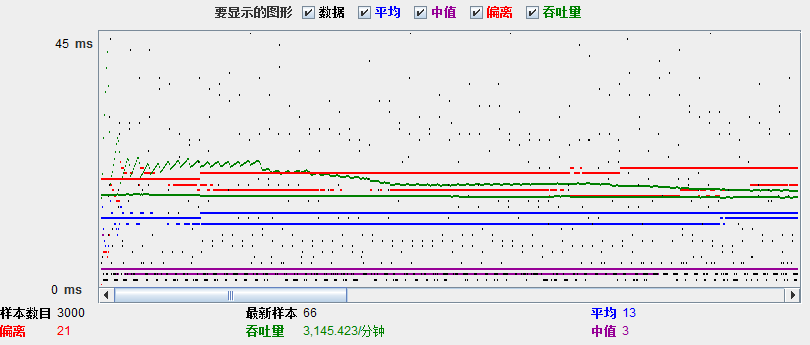 要显示的图形 数据 平均 中值 偏离 吞吐量
45 ms
0 ms
样本数目 3000 最新样本 66 平均 13
偏离 21 吞吐量 3,145.423/分钟 中值 3